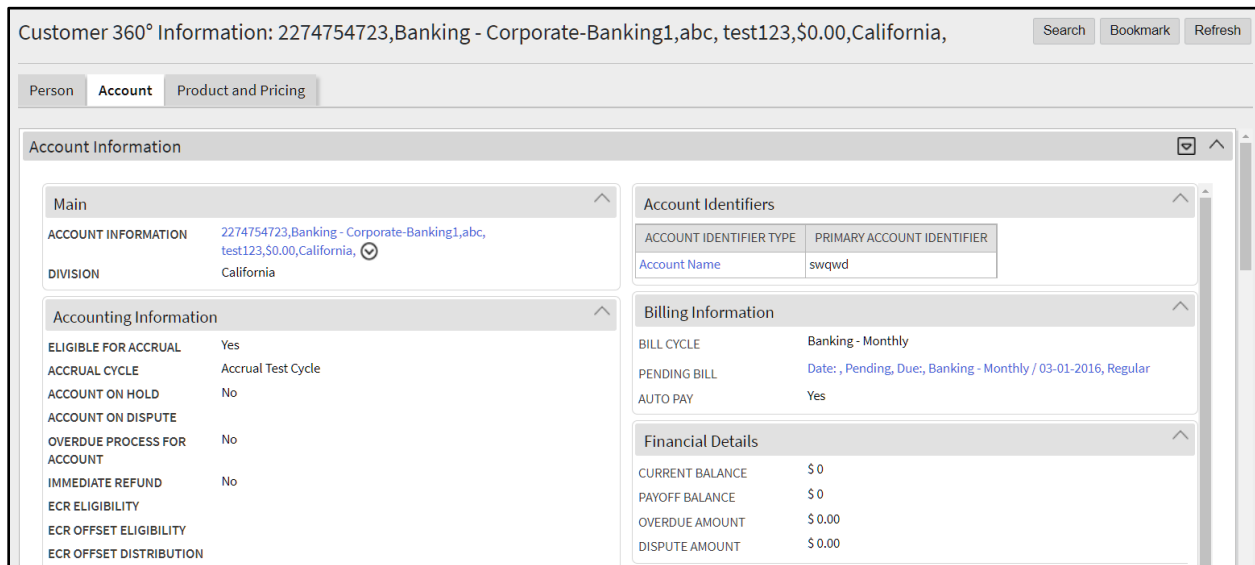 Customer 360° Information: 2274754723,Banking - Corporate-Banking1,abc, test123,$0.00,California,
Search Bookmark Refresh
Person Account Product and Pricing
Account Information
Main
ACCOUNT INFORMATION 2274754723,Banking - Corporate-Banking1,abc,
test123,$0.00,California,
DIVISION California
Accounting Information
ELIGIBLE FOR ACCRUAL Yes
ACCRUAL CYCLE Accrual Test Cycle
ACCOUNT ON HOLD No
ACCOUNT ON DISPUTE
OVERDUE PROCESS FOR No
ACCOUNT
IMMEDIATE REFUND No
ECR ELIGIBILITY
ECR OFFSET ELIGIBILITY
ECR OFFSET DISTRIBUTION
Account Identifiers
ACCOUNT IDENTIFIER TYPE PRIMARY ACCOUNT IDENTIFIER
Account Name swqwd
Billing Information
BILL CYCLE Banking - Monthly
PENDING BILL Date: , Pending, Due:, Banking - Monthly / 03-01-2016, Regular
AUTO PAY Yes
Financial Details
CURRENT BALANCE $ 0
PAYOFF BALANCE $ 0
OVERDUE AMOUNT $ 0.00
DISPUTE AMOUNT $ 0.00